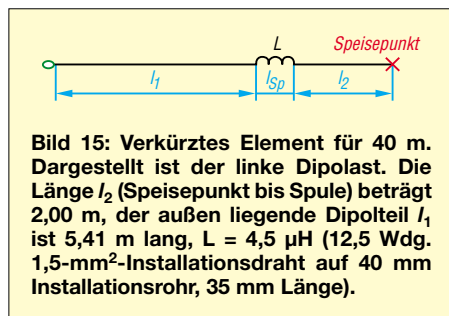 L Speisepunkt
l1 lSp l2
Bild 15: Verkürztes Element für 40 m.
Dargestellt ist der linke Dipolast. Die
Länge l2 (Speisepunkt bis Spule) beträgt
2,00 m, der außen liegende Dipolteil l1
ist 5,41 m lang, L = 4,5 µH (12,5 Wdg.
1,5-mm²-Installationsdraht auf 40 mm
Installationsrohr, 35 mm Länge).